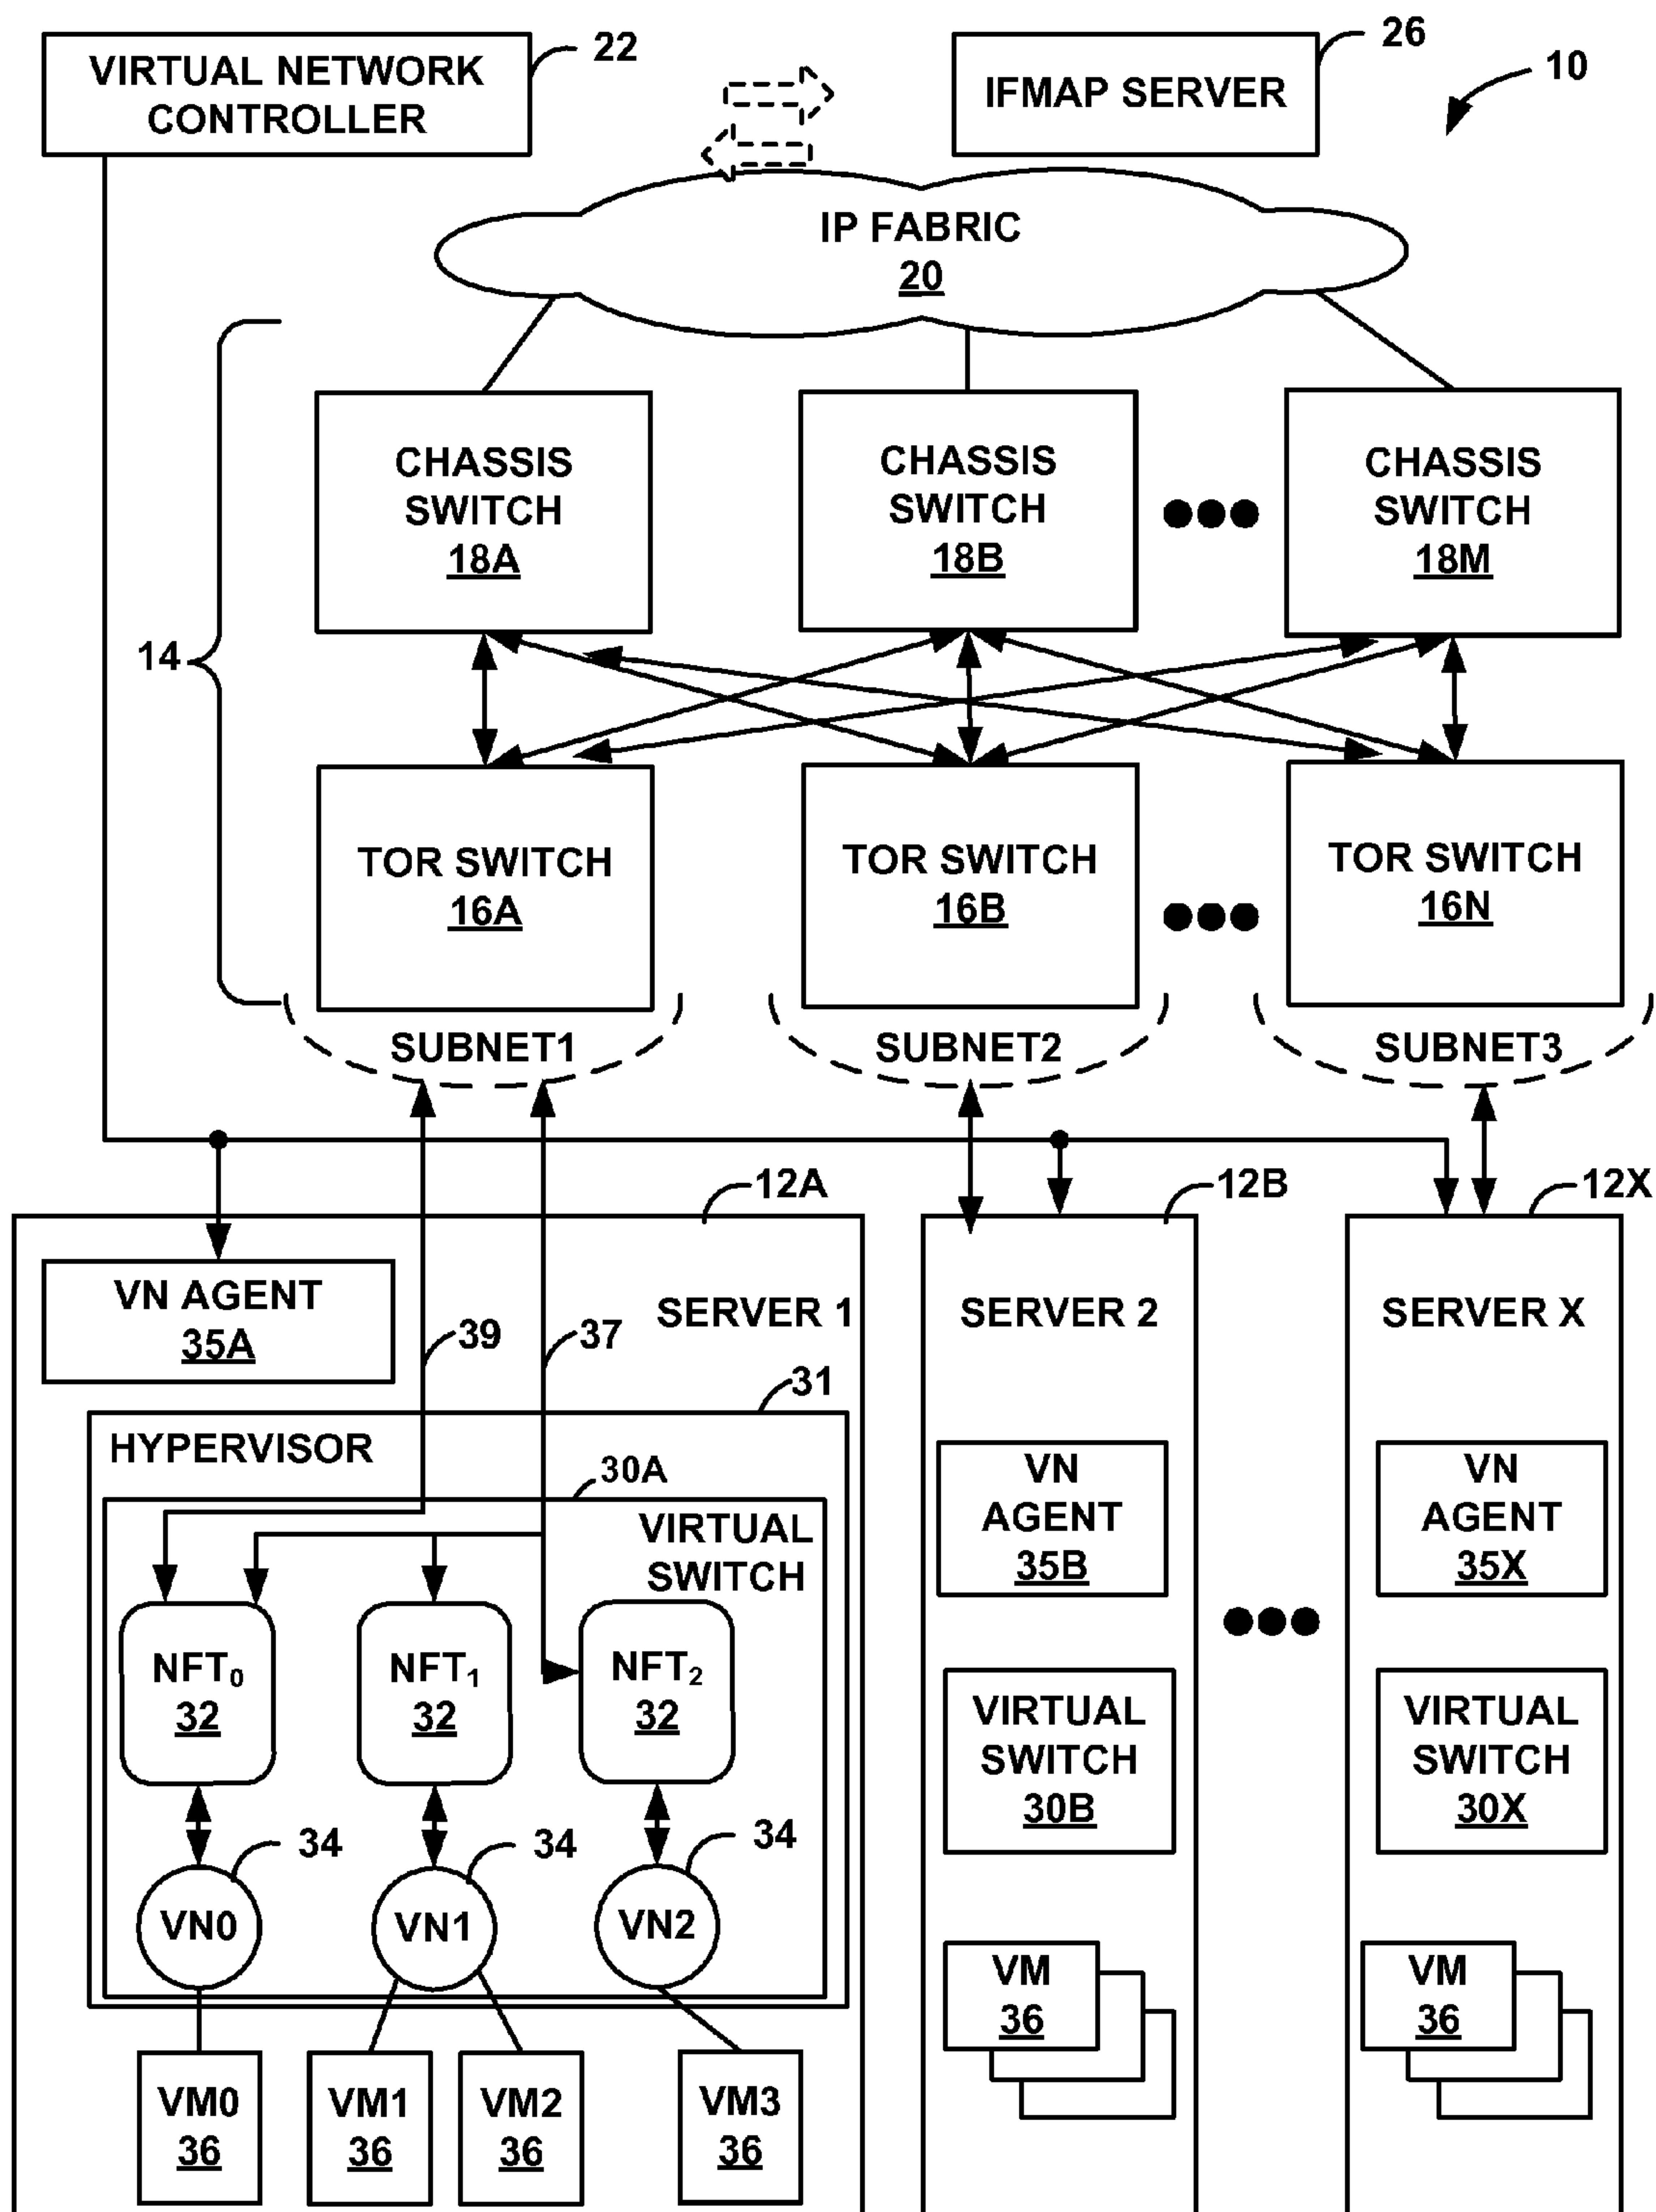 VIRTUAL NETWORK
CONTROLLER
22
IFMAP SERVER
26
10
IP FABRIC
20
14
CHASSIS
SWITCH
18A
CHASSIS
SWITCH
18B
CHASSIS
SWITCH
18M
TOR SWITCH
16A
TOR SWITCH
16B
TOR SWITCH
16N
SUBNET1
SUBNET2
SUBNET3
12A
12B
12X
VN AGENT
35A
SERVER 1
39
37
31
HYPERVISOR
30A
VIRTUAL
SWITCH
NFT₀
32
NFT₁
32
NFT₂
32
34
34
34
VN0
VN1
VN2
VM0
36
VM1
36
VM2
36
VM3
36
SERVER 2
VN
AGENT
35B
VIRTUAL
SWITCH
30B
VM
36
SERVER X
VN
AGENT
35X
VIRTUAL
SWITCH
30X
VM
36